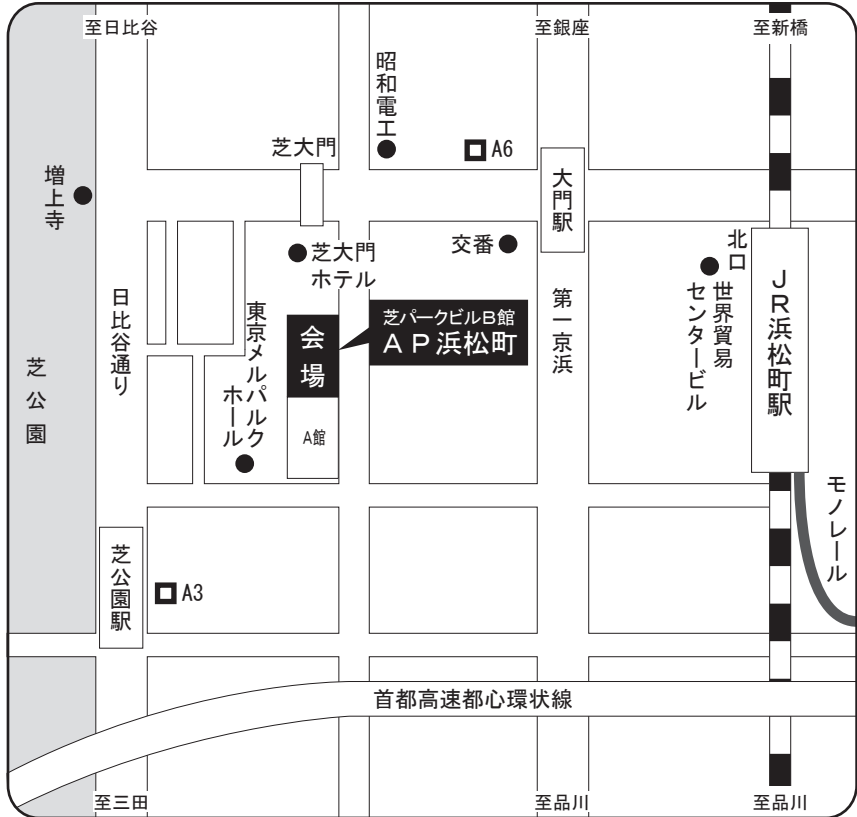 至日比谷
至銀座
至新橋
昭和電工
A6
芝大門
増上寺
大門駅
芝大門
ホテル
交番
北口
世界貿易
センタービル
JR浜松町駅
日比谷通り
東京メルパルク
ホール
会場
芝パークビルB館
AP浜松町
第一京浜
A館
芝公園
モノレール
芝公園駅
A3
首都高速都心環状線
至三田
至品川
至品川